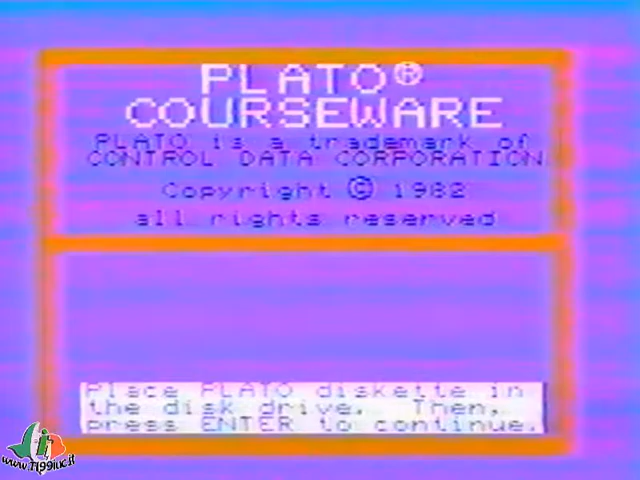 PLATO®
COURSEWARE
PLATO is a trademark of
CONTROL DATA CORPORATION.
Copyright © 1982
all rights reserved
Place PLATO diskette in
the disk drive. Then,
press ENTER to continue.
www.TI99iuc.it